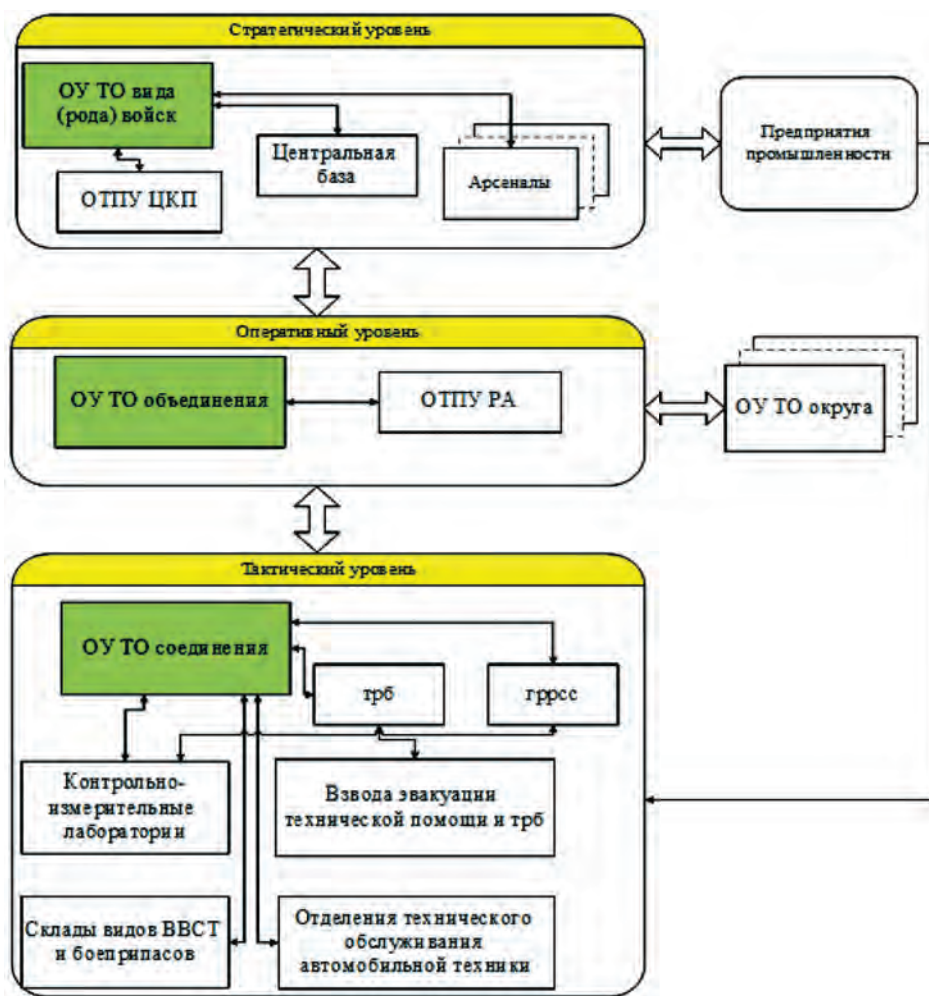 Стратегический уровень
ОУ ТО вида
(рода) войск
Центральная
база
Арсеналы
ОТПУ ЦКП
Предприятия
промышленности
Оперативный уровень
ОУ ТО объединения
ОТПУ РА
ОУ ТО округа
Тактический уровень
ОУ ТО соединения
трб
гррсс
Контрольно-
измерительные
лаборатории
Взвода эвакуации
технической помощи и трб
Склады видов ВВСТ
и боеприпасов
Отделения технического
обслуживания
автомобильной техники